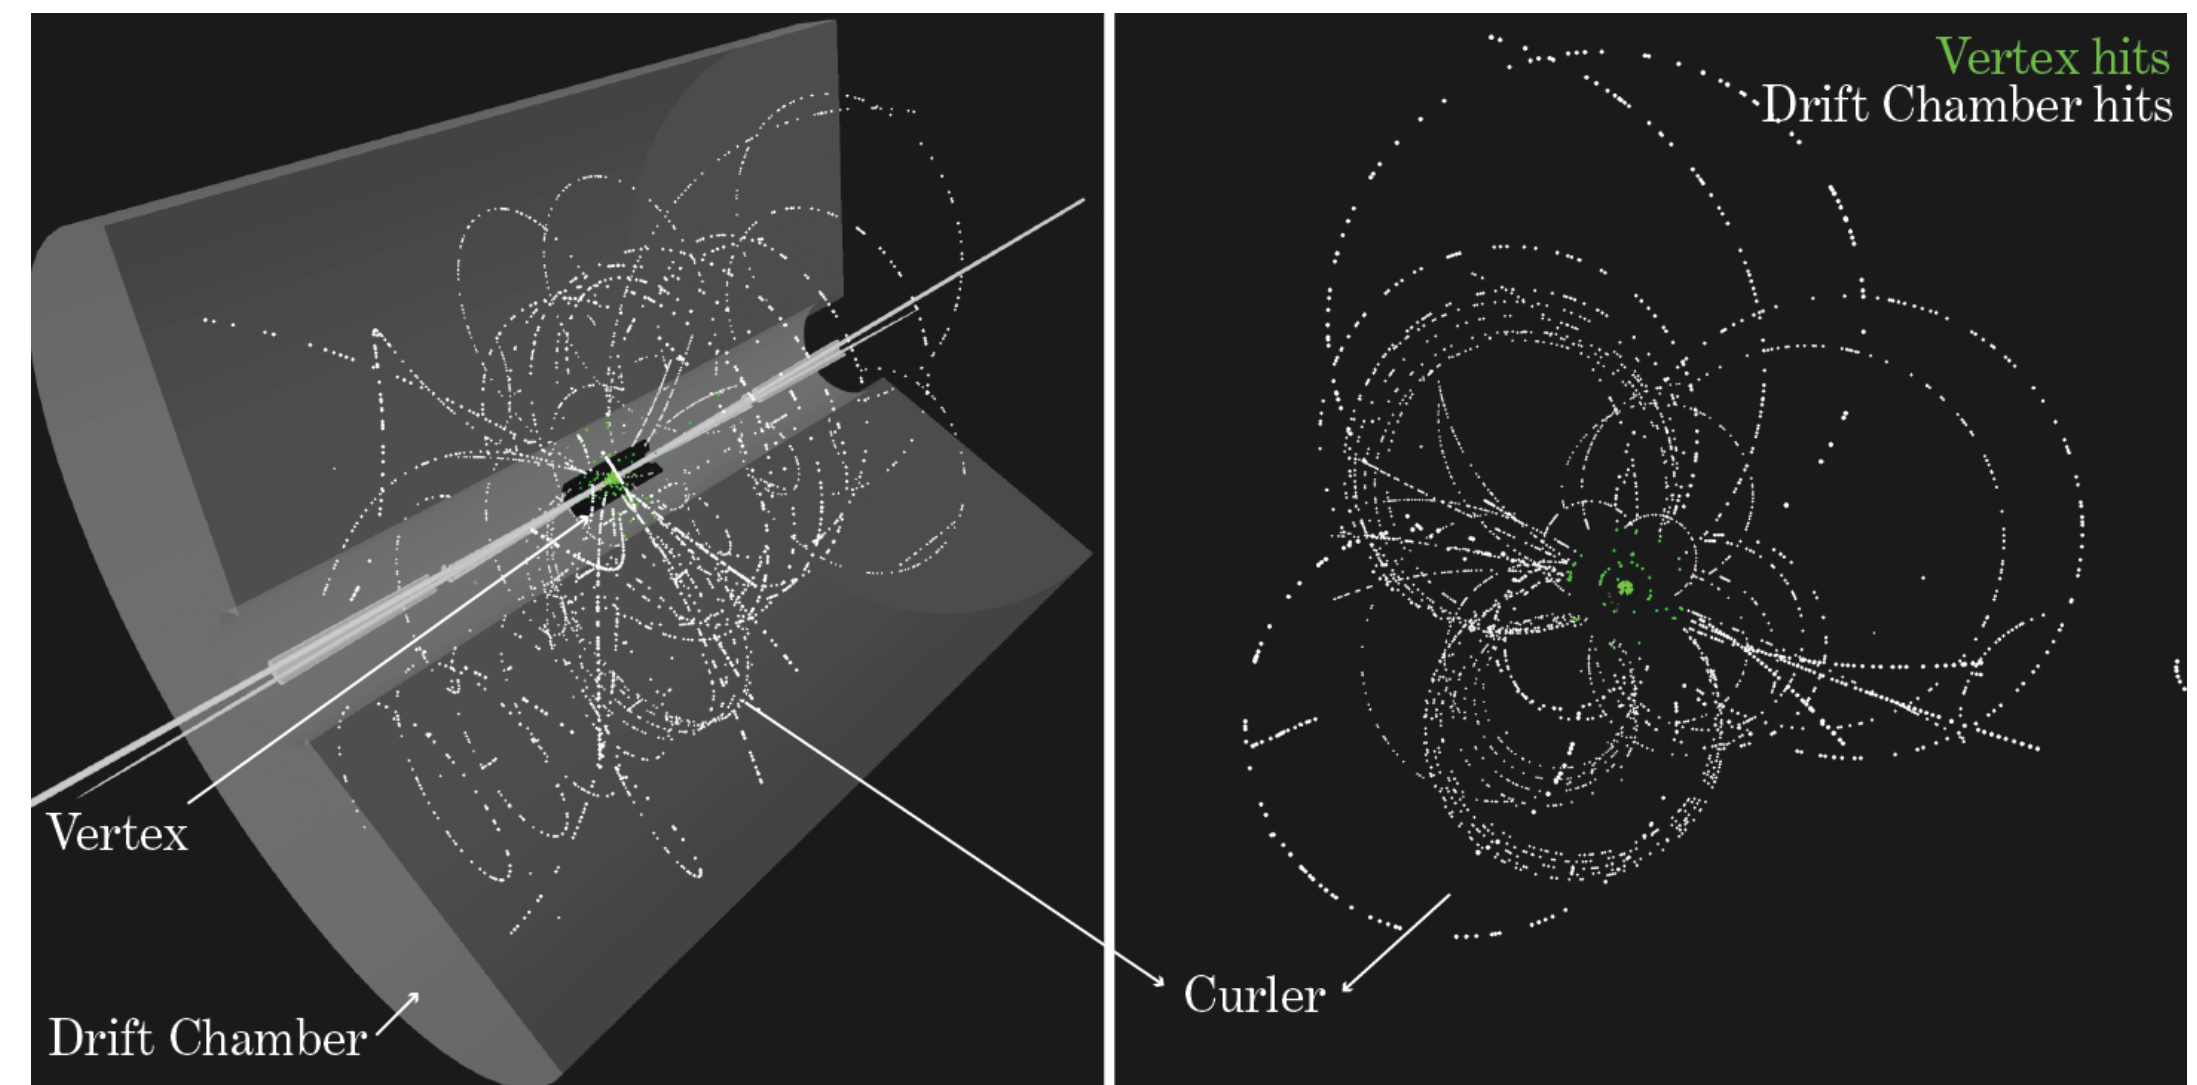 Vertex
Drift Chamber
Vertex hits
Drift Chamber hits
Curler